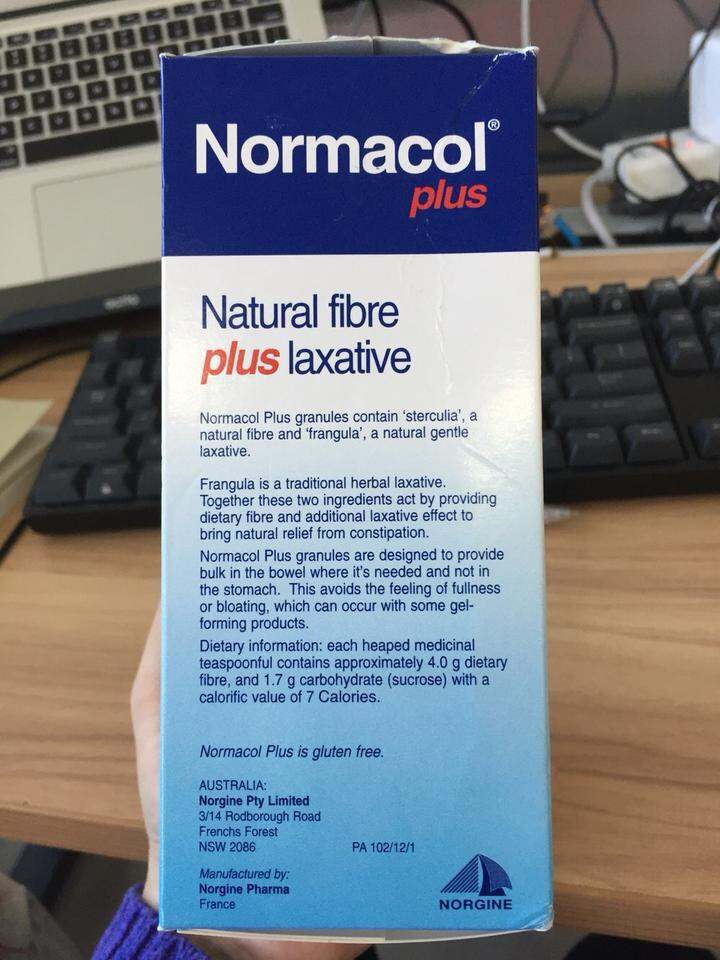 Normacol®
plus
Natural fibre
plus laxative
Normacol Plus granules contain ‘sterculia’, a
natural fibre and ‘frangula’, a natural gentle
laxative.
Frangula is a traditional herbal laxative.
Together these two ingredients act by providing
dietary fibre and additional laxative effect to
bring natural relief from constipation.
Normacol Plus granules are designed to provide
bulk in the bowel where it’s needed and not in
the stomach.  This avoids the feeling of fullness
or bloating, which can occur with some gel-
forming products.
Dietary information: each heaped medicinal
teaspoonful contains approximately 4.0 g dietary
fibre, and 1.7 g carbohydrate (sucrose) with a
calorific value of 7 Calories.
Normacol Plus is gluten free.
AUSTRALIA:
Norgine Pty Limited
3/14 Rodborough Road
Frenchs Forest
NSW 2086
PA 102/12/1
Manufactured by:
Norgine Pharma
France
NORGINE